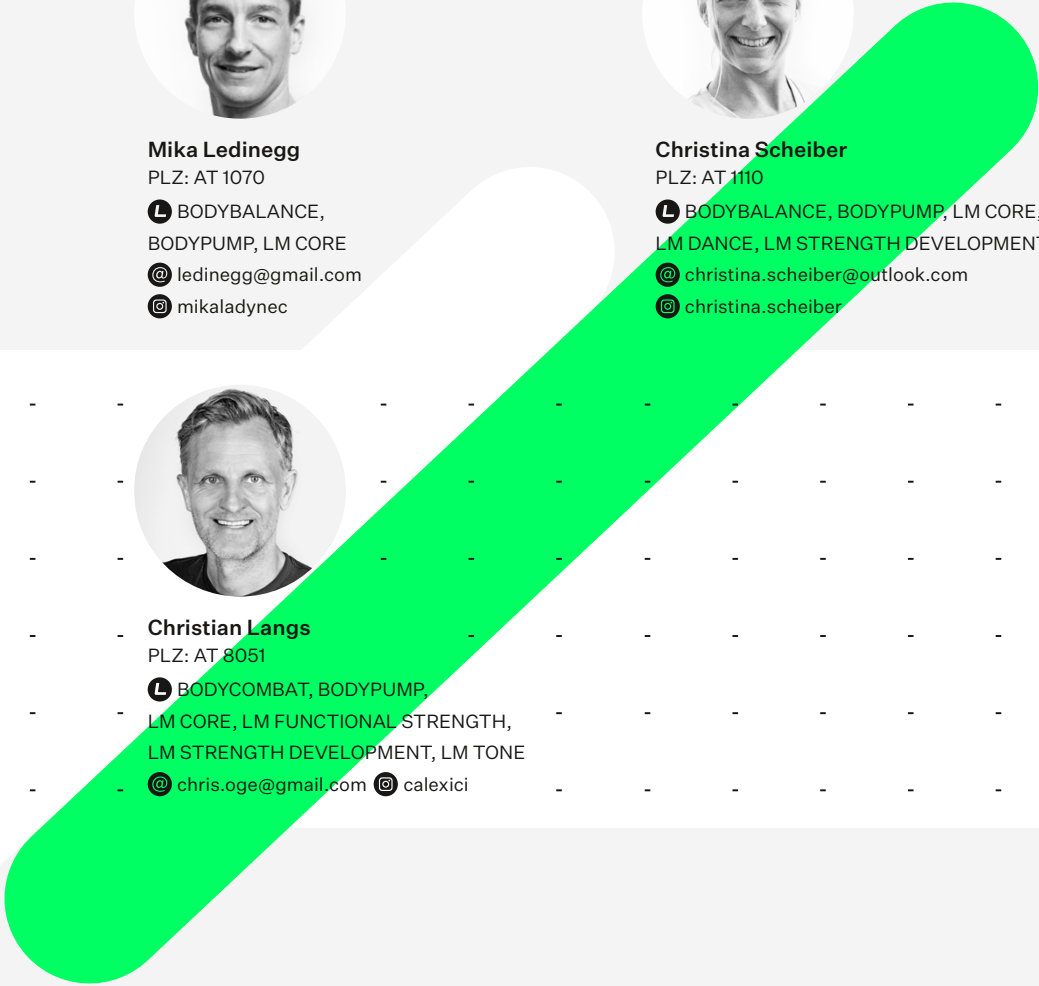 Mika Ledinegg
PLZ: AT 1070
L BODYBALANCE,
BODYPUMP, LM CORE
@ ledinegg@gmail.com
mikaladynec
Christina Scheiber
PLZ: AT 1110
L BODYBALANCE, BODYPUMP, LM CORE,
LM DANCE, LM STRENGTH DEVELOPMENT
@ christina.scheiber@outlook.com
christina.scheiber
- - - - - - - - - -
- - - - - - - - - -
- - - - - - - - - -
Christian Langs
PLZ: AT 8051
L BODYCOMBAT, BODYPUMP,
LM CORE, LM FUNCTIONAL STRENGTH,
LM STRENGTH DEVELOPMENT, LM TONE
@ chris.oge@gmail.com calexici